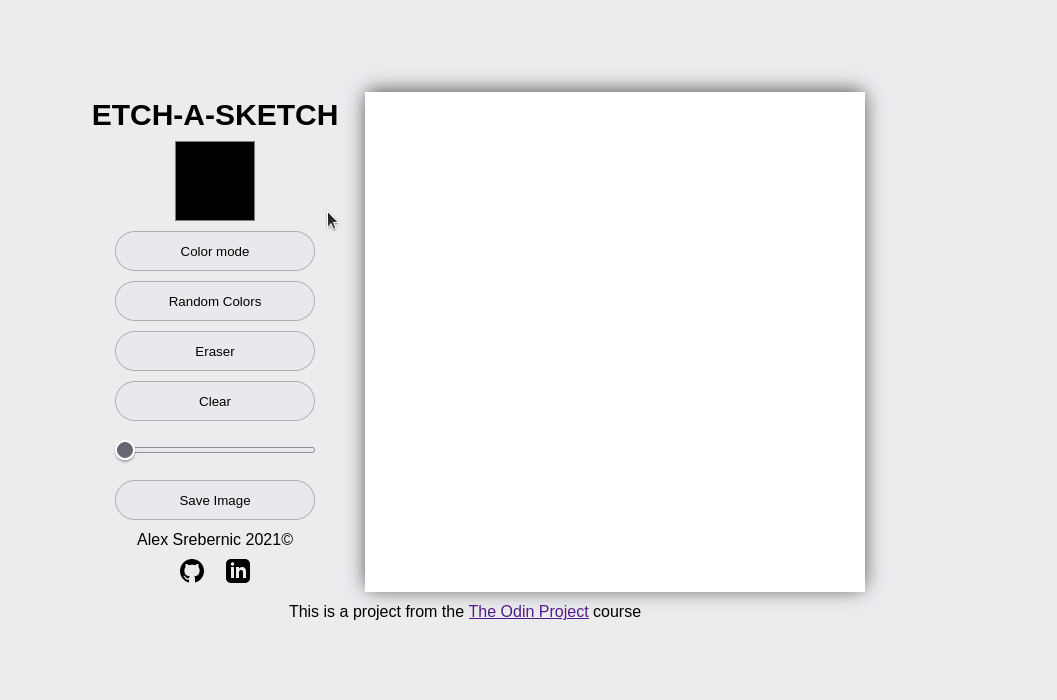 ETCH-A-SKETCH
Color mode
Random Colors
Eraser
Clear
Save Image
Alex Srebernic 2021©
in
This is a project from the The Odin Project course